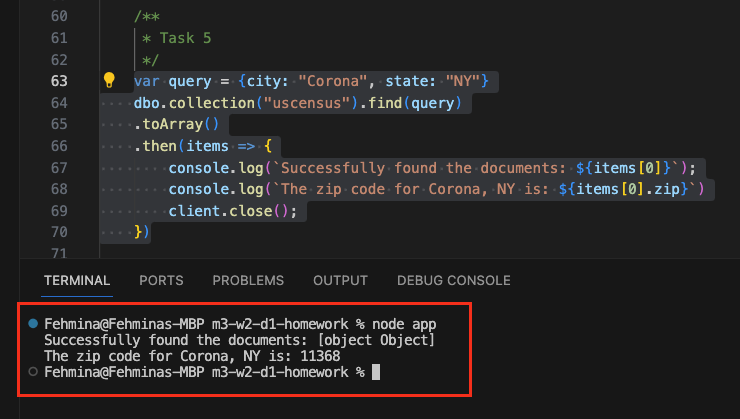 60 /**
61 * Task 5
62 */
63 var query = {city: "Corona", state: "NY"}
64 dbo.collection("uscensus").find(query)
65 .toArray()
66 .then(items => {
67 console.log(`Successfully found the documents: ${items[0]}`);
68 console.log(`The zip code for Corona, NY is: ${items[0].zip}`)
69 client.close();
70 })
71
TERMINAL PORTS PROBLEMS OUTPUT DEBUG CONSOLE
Fehmina@Fehminas-MBP m3-w2-d1-homework % node app
Successfully found the documents: [object Object]
The zip code for Corona, NY is: 11368
Fehmina@Fehminas-MBP m3-w2-d1-homework %